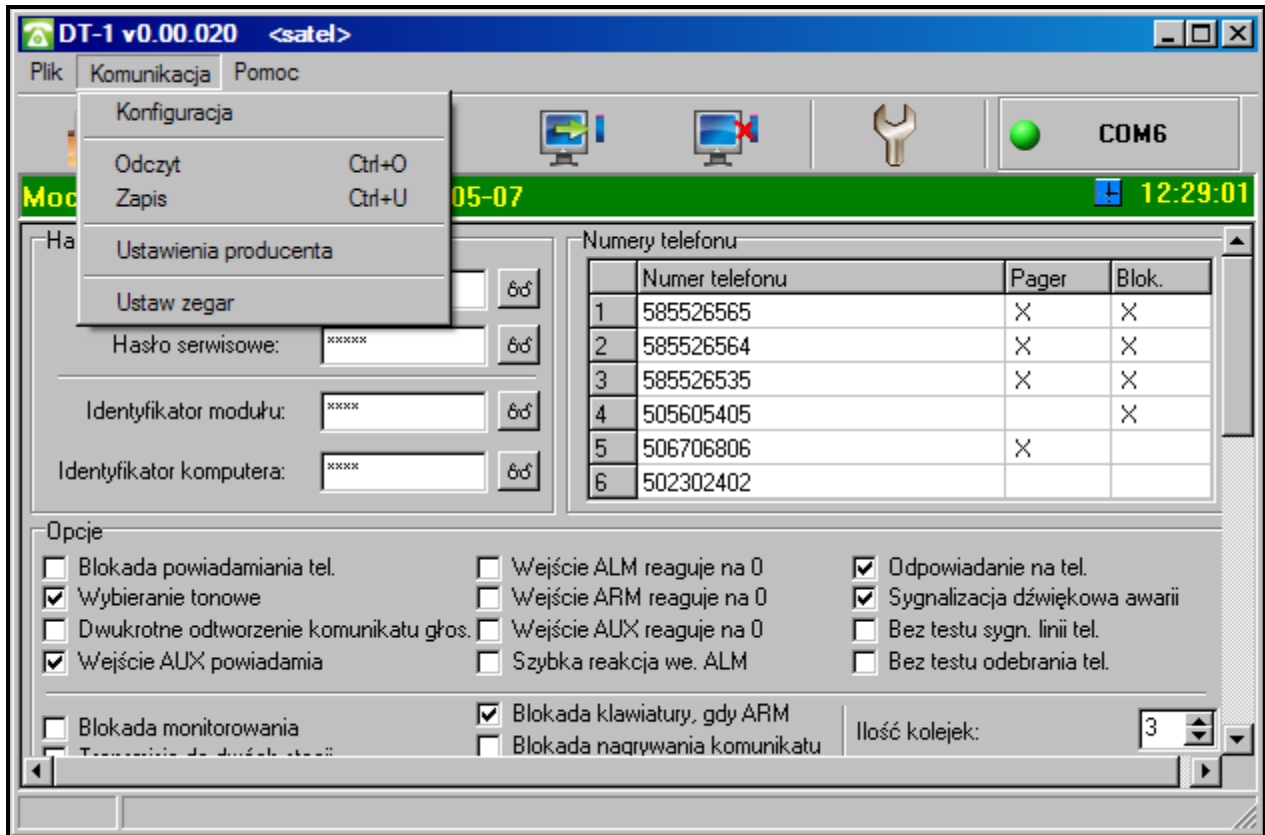 DT-1 v0.00.020 <satel>
Plik Komunikacja Pomoc
Konfiguracja
Odczyt Ctrl+O
Zapis Ctrl+U
Ustawienia producenta
Ustaw zegar
COM6
05-07 12:29:01
Hasło serwisowe: *****
Identyfikator modułu: ****
Identyfikator komputera: ****
Numery telefonu
Numer telefonu Pager Blok.
1 585526565 X X
2 585526564 X X
3 585526535 X X
4 505605405 X
5 506706806 X
6 502302402
Opcje
Blokada powiadamiania tel.
Wybieranie tonowe
Dwukrotne odtworzenie komunikatu głos.
Wejście AUX powiadamia
Wejście ALM reaguje na 0
Wejście ARM reaguje na 0
Wejście AUX reaguje na 0
Szybka reakcja we. ALM
Odpowiadanie na tel.
Sygnalizacja dźwiękowa awarii
Bez testu sygn. linii tel.
Bez testu odebrania tel.
Blokada monitorowania
Blokada klawiatury, gdy ARM
Blokada nagrywania komunikatu
Ilość kolejek: 3